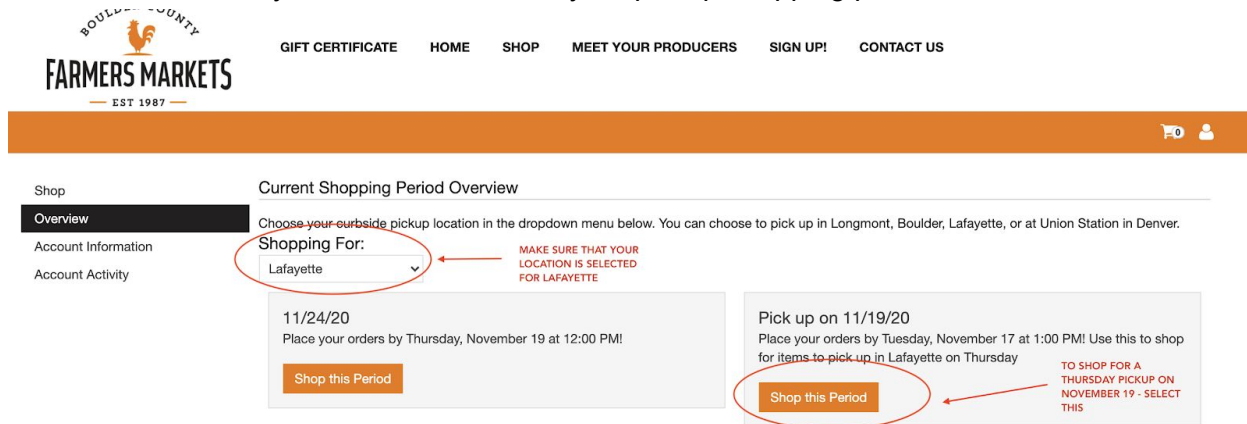 BOULDER COUNTY
FARMERS MARKETS
EST 1987
GIFT CERTIFICATE HOME SHOP MEET YOUR PRODUCERS SIGN UP! CONTACT US
0
Shop
Overview
Account Information
Account Activity
Current Shopping Period Overview
Choose your curbside pickup location in the dropdown menu below. You can choose to pick up in Longmont, Boulder, Lafayette, or at Union Station in Denver.
Shopping For:
Lafayette
MAKE SURE THAT YOUR
LOCATION IS SELECTED
FOR LAFAYETTE
11/24/20
Place your orders by Thursday, November 19 at 12:00 PM!
Shop this Period
Pick up on 11/19/20
Place your orders by Tuesday, November 17 at 1:00 PM! Use this to shop
for items to pick up in Lafayette on Thursday
Shop this Period
TO SHOP FOR A
THURSDAY PICKUP ON
NOVEMBER 19 - SELECT
THIS